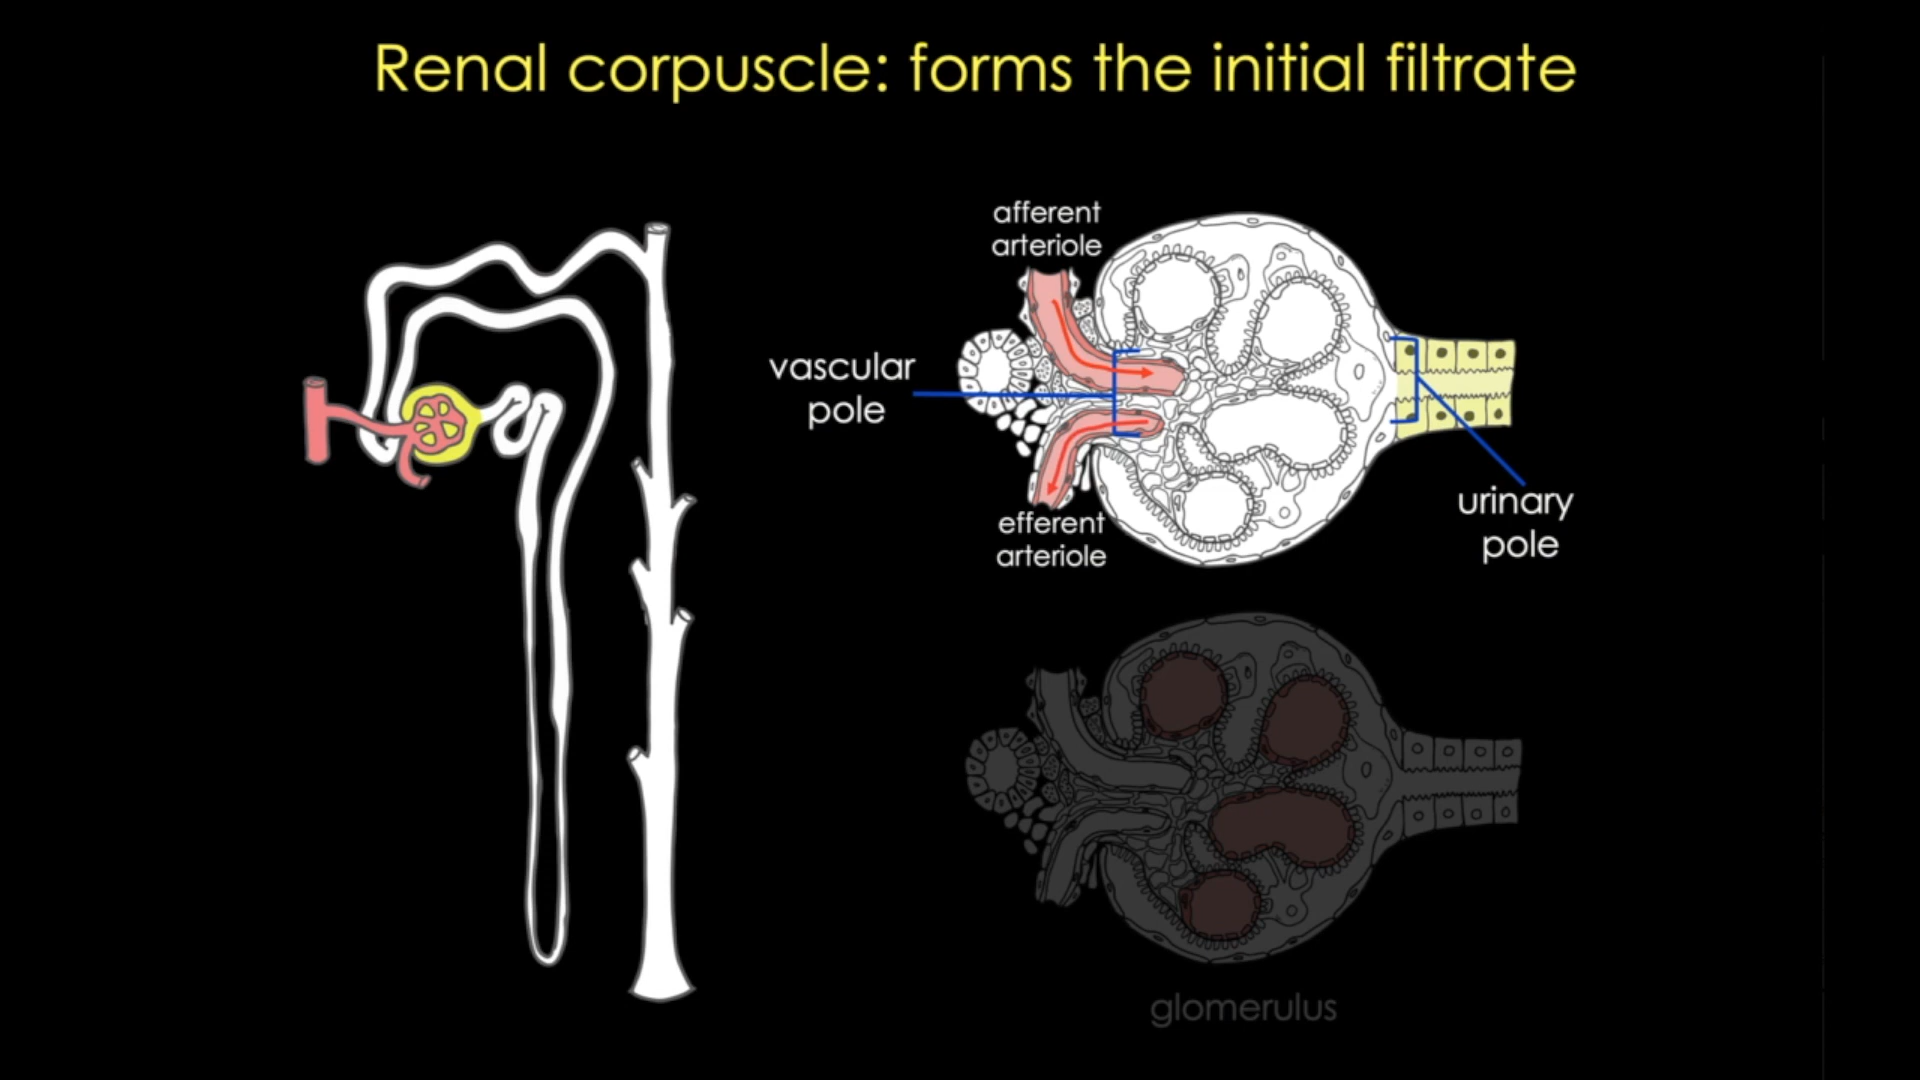 Renal corpuscle: forms the initial filtrate
afferent
arteriole
vascular
pole
efferent
arteriole
urinary
pole
glomerulus